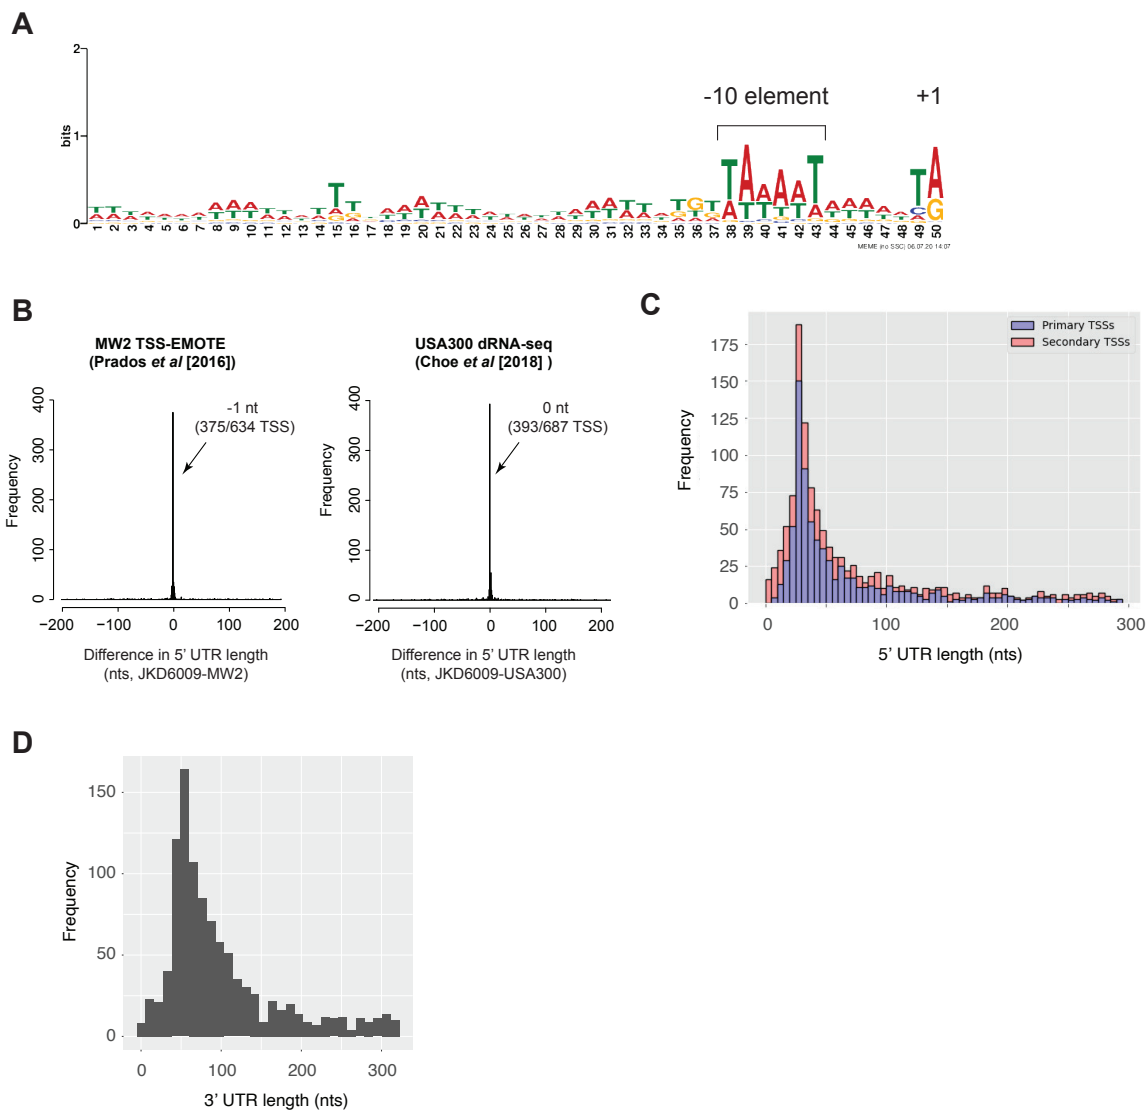 A
2
1
0
bits
-10 element
+1
1 2 3 4 5 6 7 8 9 10 11 12 13 14 15 16 17 18 19 20 21 22 23 24 25 26 27 28 29 30 31 32 33 34 35 36 37 38 39 40 41 42 43 44 45 46 47 48 49 50
MEME (no SSC) 06.07.20 14:07
B
MW2 TSS-EMOTE
(Prados et al [2016])
-1 nt
(375/634 TSS)
Frequency
400
300
200
100
0
−200 −100 0 100 200
Difference in 5’ UTR length
(nts, JKD6009-MW2)
USA300 dRNA-seq
(Choe et al [2018] )
0 nt
(393/687 TSS)
Frequency
400
300
200
100
0
−200 −100 0 100 200
Difference in 5’ UTR length
(nts, JKD6009-USA300)
C
Primary TSSs
Secondary TSSs
Frequency
175
150
125
100
75
50
25
0
0 100 200 300
5’ UTR length (nts)
D
Frequency
150
100
50
0
0 100 200 300
3’ UTR length (nts)